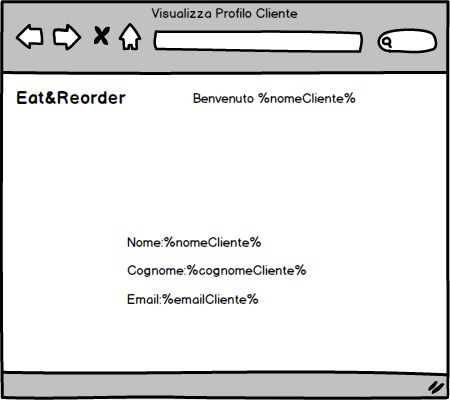 Visualizza Profilo Cliente
Eat&Reorder
Benvenuto %nomeCliente%
Nome:%nomeCliente%
Cognome:%cognomeCliente%
Email:%emailCliente%